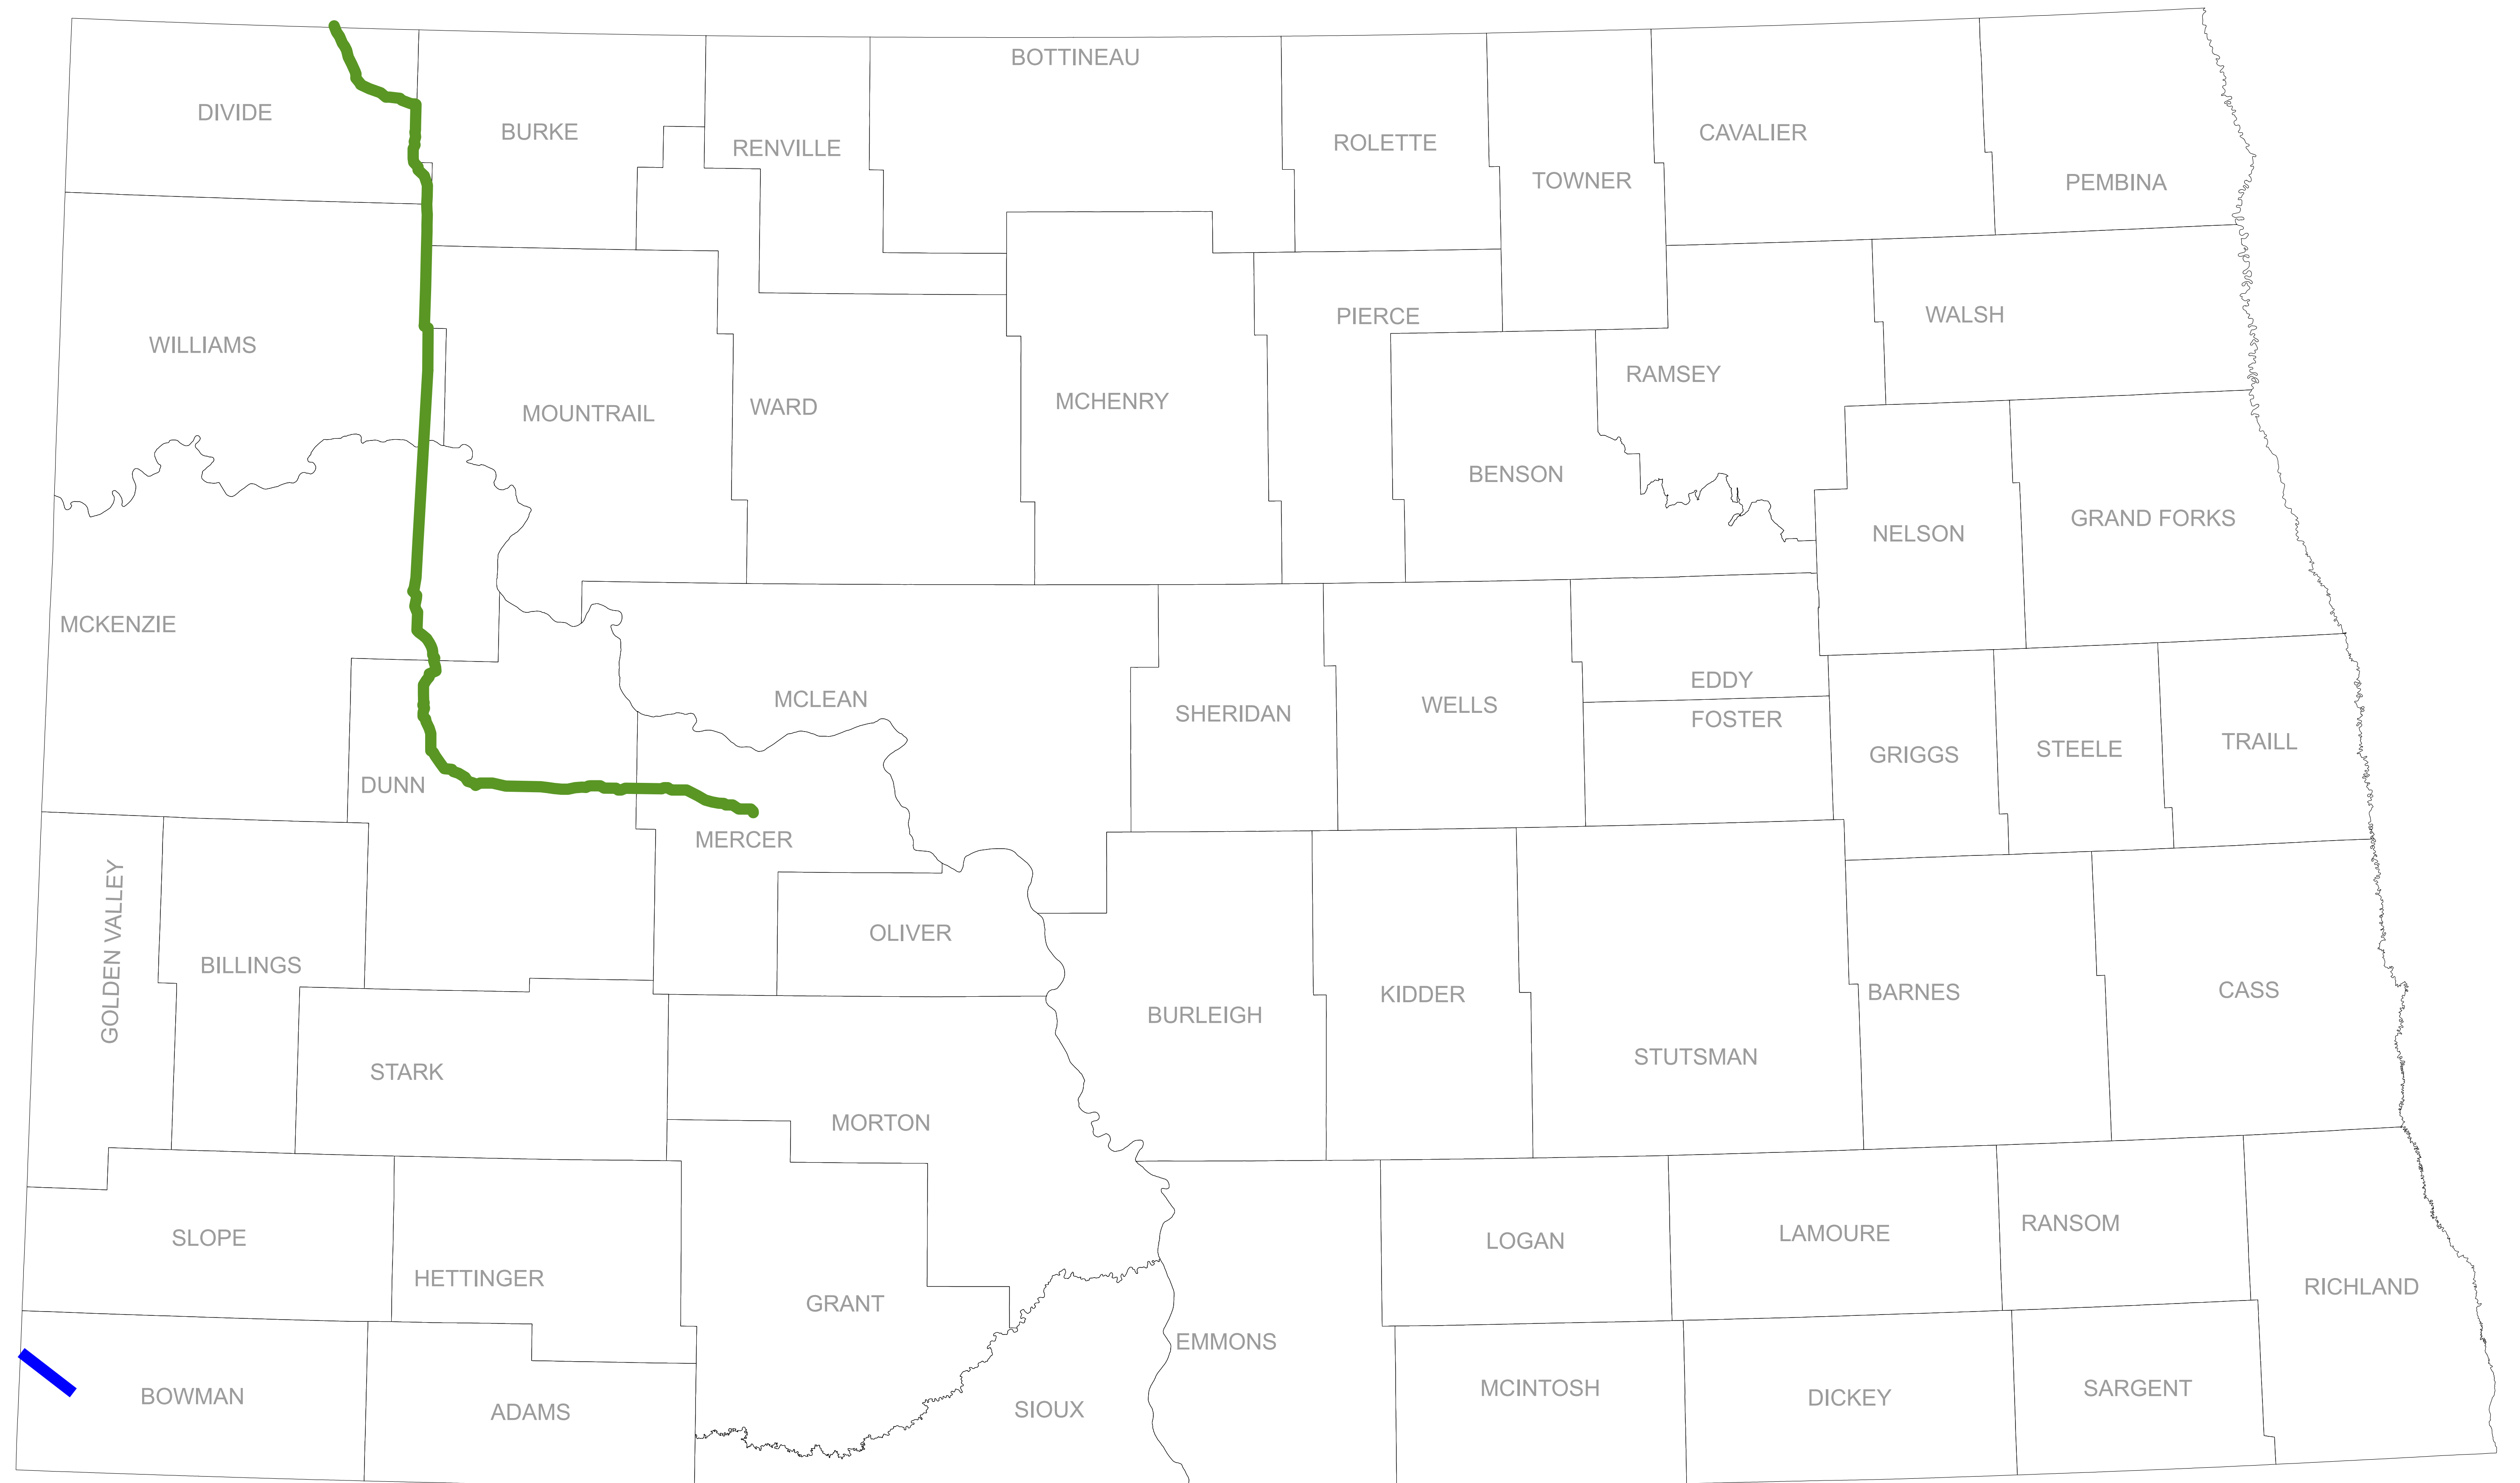 BOTTINEAU
DIVIDE
BURKE
RENVILLE
ROLETTE
CAVALIER
TOWNER
PEMBINA
WILLIAMS
PIERCE
WALSH
MOUNTRAIL
WARD
MCHENRY
RAMSEY
BENSON
NELSON
GRAND FORKS
MCKENZIE
MCLEAN
SHERIDAN
WELLS
EDDY
FOSTER
GRIGGS
STEELE
TRAILL
DUNN
MERCER
GOLDEN VALLEY
BILLINGS
OLIVER
BURLEIGH
KIDDER
BARNES
CASS
STARK
STUTSMAN
MORTON
SLOPE
HETTINGER
GRANT
LOGAN
LAMOURE
RANSOM
RICHLAND
EMMONS
BOWMAN
ADAMS
SIOUX
MCINTOSH
DICKEY
SARGENT